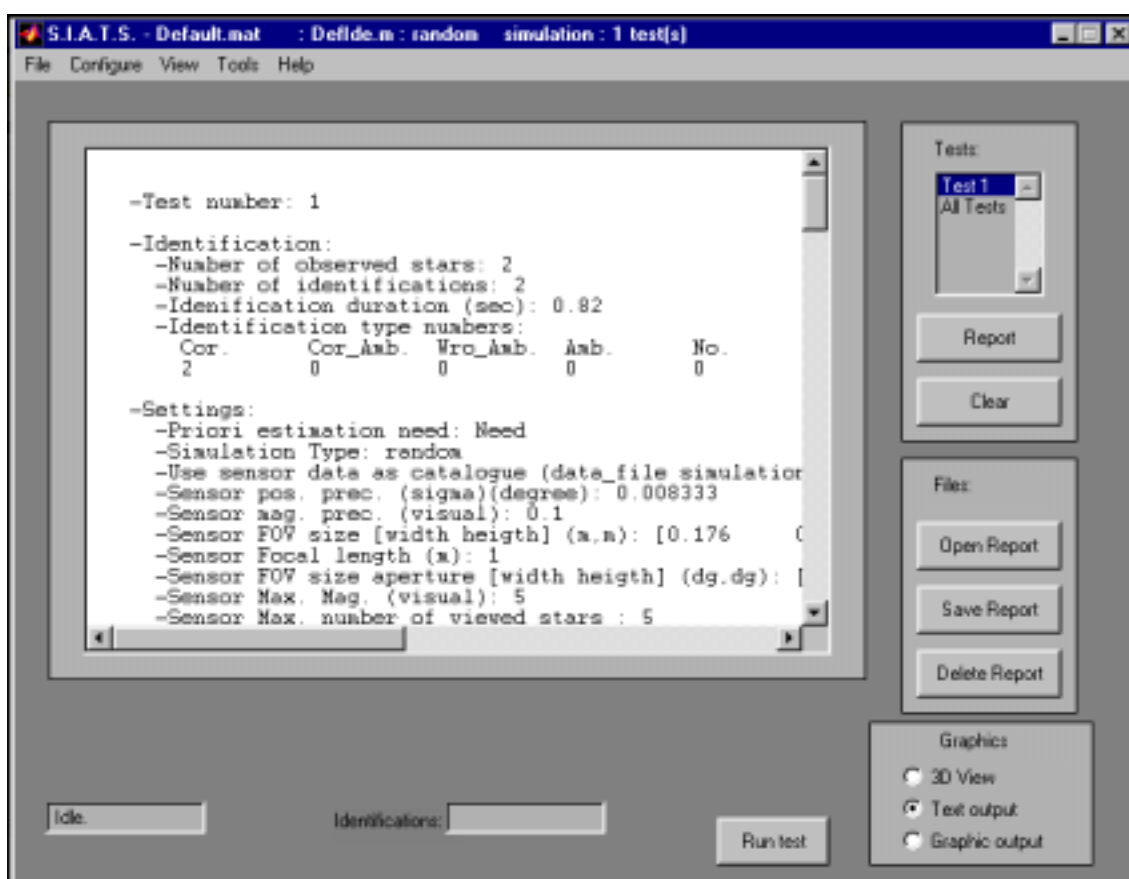 S.I.A.T.S. - Default.mat : DefIde.m : random simulation : 1 test(s)
File Configure View Tools Help
-Test number: 1
-Identification:
-Number of observed stars: 2
-Number of identifications: 2
-Idenification duration (sec): 0.82
-Identification type numbers:
Cor. Cor_Amb. Wro_Amb. Amb. No.
2 0 0 0 0
-Settings:
-Priori estimation need: Need
-Simulation Type: random
-Use sensor data as catalogue (data_file simulation
-Sensor pos. prec. (sigma)(degree): 0.008333
-Sensor mag. prec. (visual): 0.1
-Sensor FOV size [width heigth] (m,m): [0.176
-Sensor Focal length (m): 1
-Sensor FOV size aperture [width heigth] (dg.dg): [
-Sensor Max. Mag. (visual): 5
-Sensor Max. number of viewed stars : 5
Tests:
Test 1
All Tests
Report
Clear
Files:
Open Report
Save Report
Delete Report
Graphics
3D View
Text output
Graphic output
Idle.
Identifications:
Run test